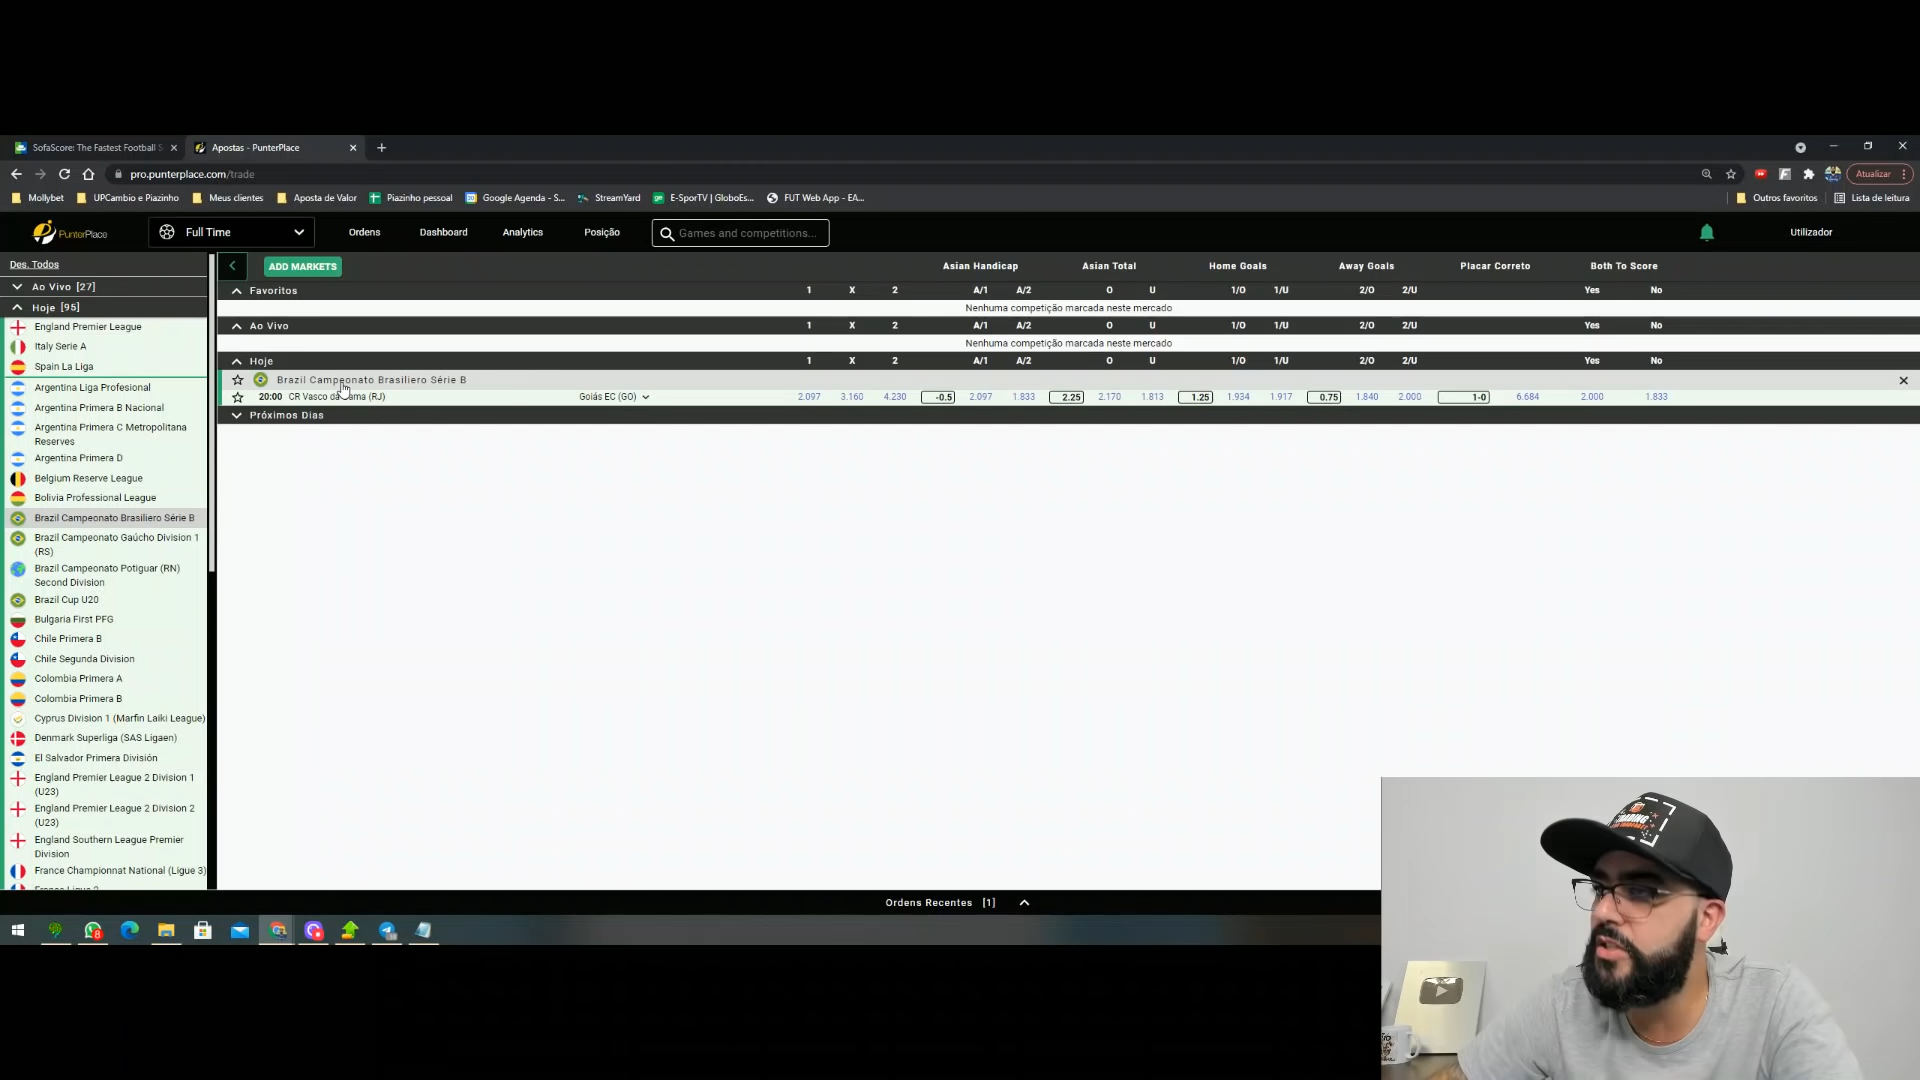 SofaScore: The Fastest Football S
Apostas - PunterPlace
pro.punterplace.com/trade
Atualizar
Mollybet
UPCambio e Piazinho
Meus clientes
Aposta de Valor
Piazinho pessoal
Google Agenda - S...
StreamYard
E-SporTV | GloboEs...
FUT Web App - EA...
Outros favoritos
Lista de leitura
PunterPlace
Full Time
Ordens
Dashboard
Analytics
Posição
Games and competitions...
Utilizador
Des. Todos
ADD MARKETS
Asian Handicap Asian Total Home Goals Away Goals Placar Correto Both To Score
Ao Vivo [27]
Hoje [95]
England Premier League
Italy Serie A
Spain La Liga
Argentina Liga Profesional
Argentina Primera B Nacional
Argentina Primera C Metropolitana
Reserves
Argentina Primera D
Belgium Reserve League
Bolivia Professional League
Brazil Campeonato Brasiliero Série B
Brazil Campeonato Gaúcho Division 1
(RS)
Brazil Campeonato Potiguar (RN)
Second Division
Brazil Cup U20
Bulgaria First PFG
Chile Primera B
Chile Segunda Division
Colombia Primera A
Colombia Primera B
Cyprus Division 1 (Marfin Laiki League)
Denmark Superliga (SAS Ligaen)
El Salvador Primera División
England Premier League 2 Division 1
(U23)
England Premier League 2 Division 2
(U23)
England Southern League Premier
Division
France Championnat National (Ligue 3)
France Ligue 2
Favoritos 1 X 2 A/1 A/2 O U 1/O 1/U 2/O 2/U Yes No
Nenhuma competição marcada neste mercado
Ao Vivo 1 X 2 A/1 A/2 O U 1/O 1/U 2/O 2/U Yes No
Nenhuma competição marcada neste mercado
Hoje 1 X 2 A/1 A/2 O U 1/O 1/U 2/O 2/U Yes No
Brazil Campeonato Brasiliero Série B
20:00 CR Vasco da Gama (RJ) Goiás EC (GO) 2.097 3.160 4.230 -0.5 2.097 1.833 2.25 2.170 1.813 1.25 1.934 1.917 0.75 1.840 2.000 1-0 6.684 2.000 1.833
Próximos Dias
Ordens Recentes [1]
8
TRADING